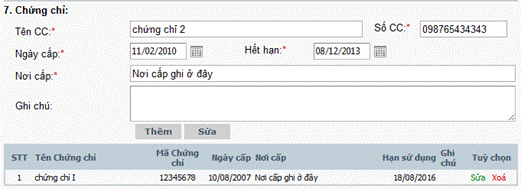 7. Chứng chỉ:
Tên CC:* chứng chỉ 2 Số CC:* 098765434343
Ngày cấp:* 11/02/2010 Hết hạn:* 08/12/2013
Nơi cấp:* Nơi cấp ghi ở đây
Ghi chú:
Thêm Sửa
STT Tên Chứng chỉ Mã Chứng chỉ Ngày cấp Nơi cấp Hạn sử dụng Ghi chú Tuỳ chọn
1 chứng chỉ I 12345678 10/08/2007 Nơi cấp ghi ở đây 18/08/2016 Sửa Xoá